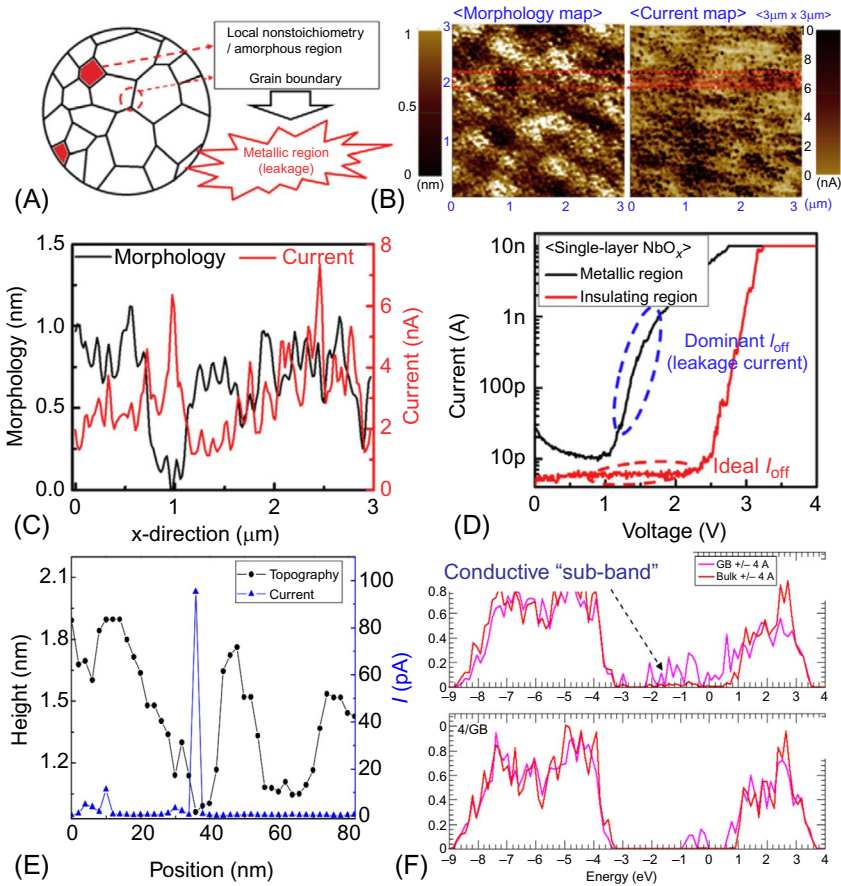 Local nonstoichiometry
/ amorphous region
Grain boundary
Metallic region
(leakage)
(A)
<Morphology map> <Current map> <3μm x 3μm>
1
0.5
0
(nm)
3
2
1
0 1 2 3
0 1 2 3 (μm)
10
8
6
4
2
0
(nA)
(B)
1.5
1.0
0.5
0.0
Morphology (nm)
Morphology Current
8
6
4
2
0
Current (nA)
0 1 2 3
x-direction (μm)
(C)
10n
1n
100p
10p
Current (A)
<Single-layer NbOx>
Metallic region
Insulating region
Dominant Ioff
(leakage current)
Ideal Ioff
0 1 2 3 4
Voltage (V)
(D)
2.1
1.8
1.5
1.2
Height (nm)
Topography
Current
100
80
60
40
20
0
I (pA)
0 20 40 60 80
Position (nm)
(E)
Conductive "sub-band"
GB +/– 4 A
Bulk +/– 4 A
0.8
0.6
0.4
0.2
0
–9 –8 –7 –6 –5 –4 –3 –2 –1 0 1 2 3 4
4/GB
1
0.8
0.6
0.4
0.2
0
–9 –8 –7 –6 –5 –4 –3 –2 –1 0 1 2 3 4
Energy (eV)
(F)